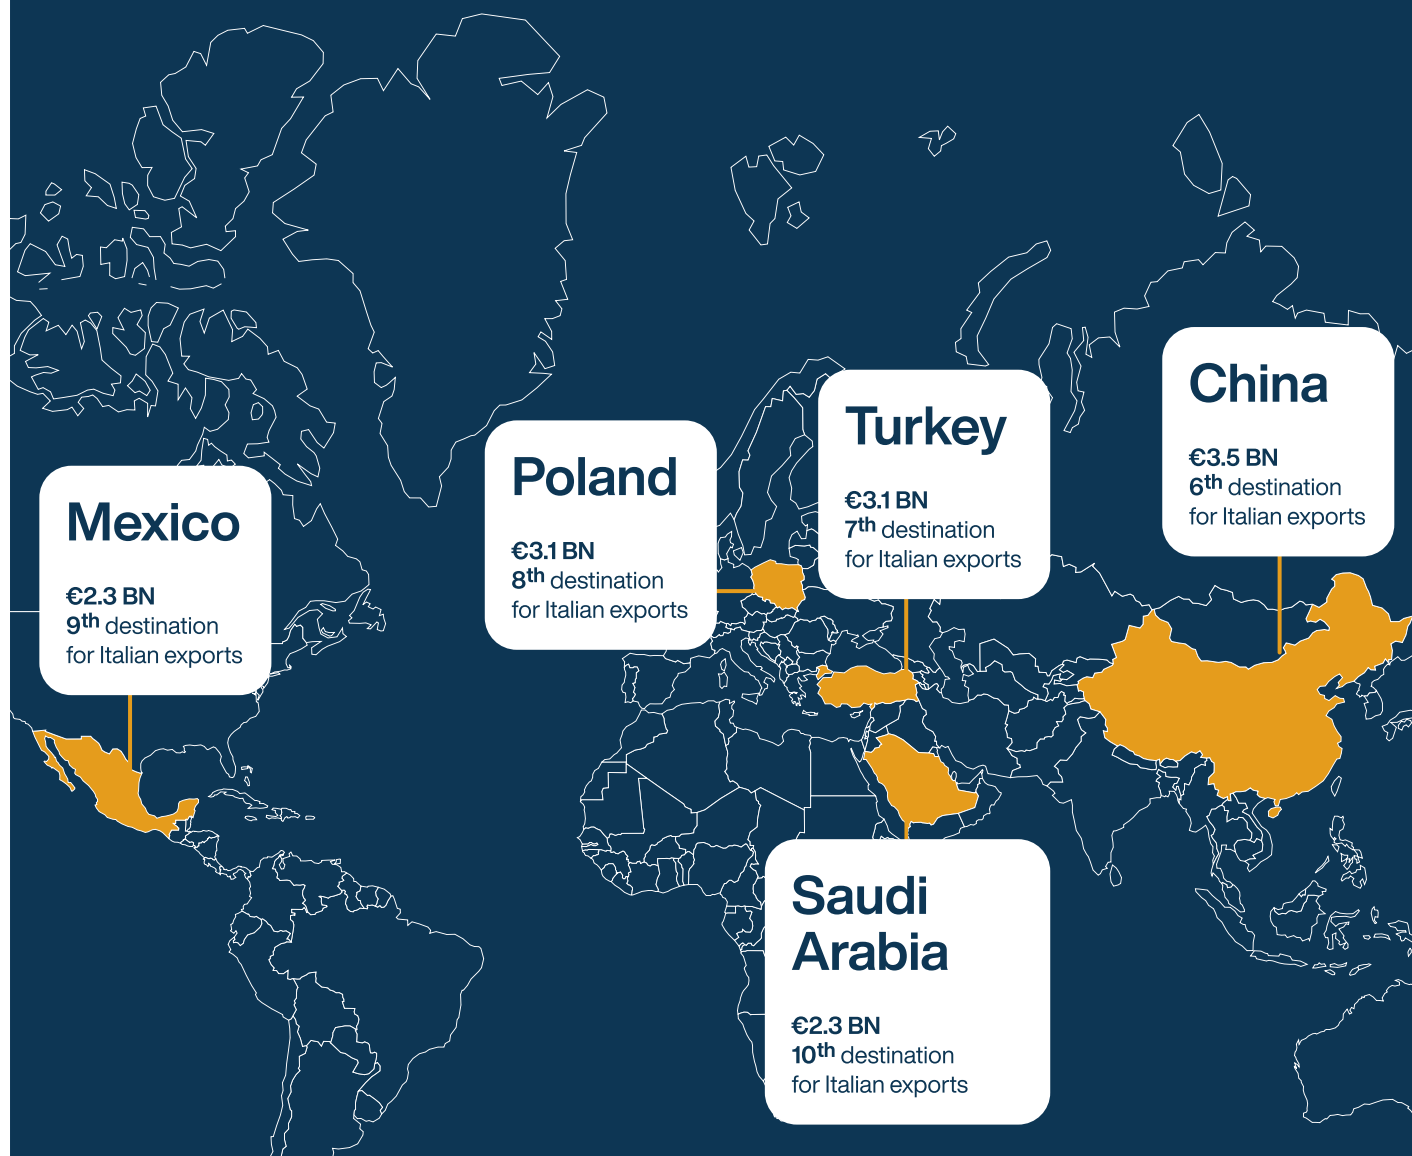 China
€3.5 BN
6th destination
for Italian exports
Turkey
€3.1 BN
7th destination
for Italian exports
Poland
€3.1 BN
8th destination
for Italian exports
Mexico
€2.3 BN
9th destination
for Italian exports
Saudi
Arabia
€2.3 BN
10th destination
for Italian exports